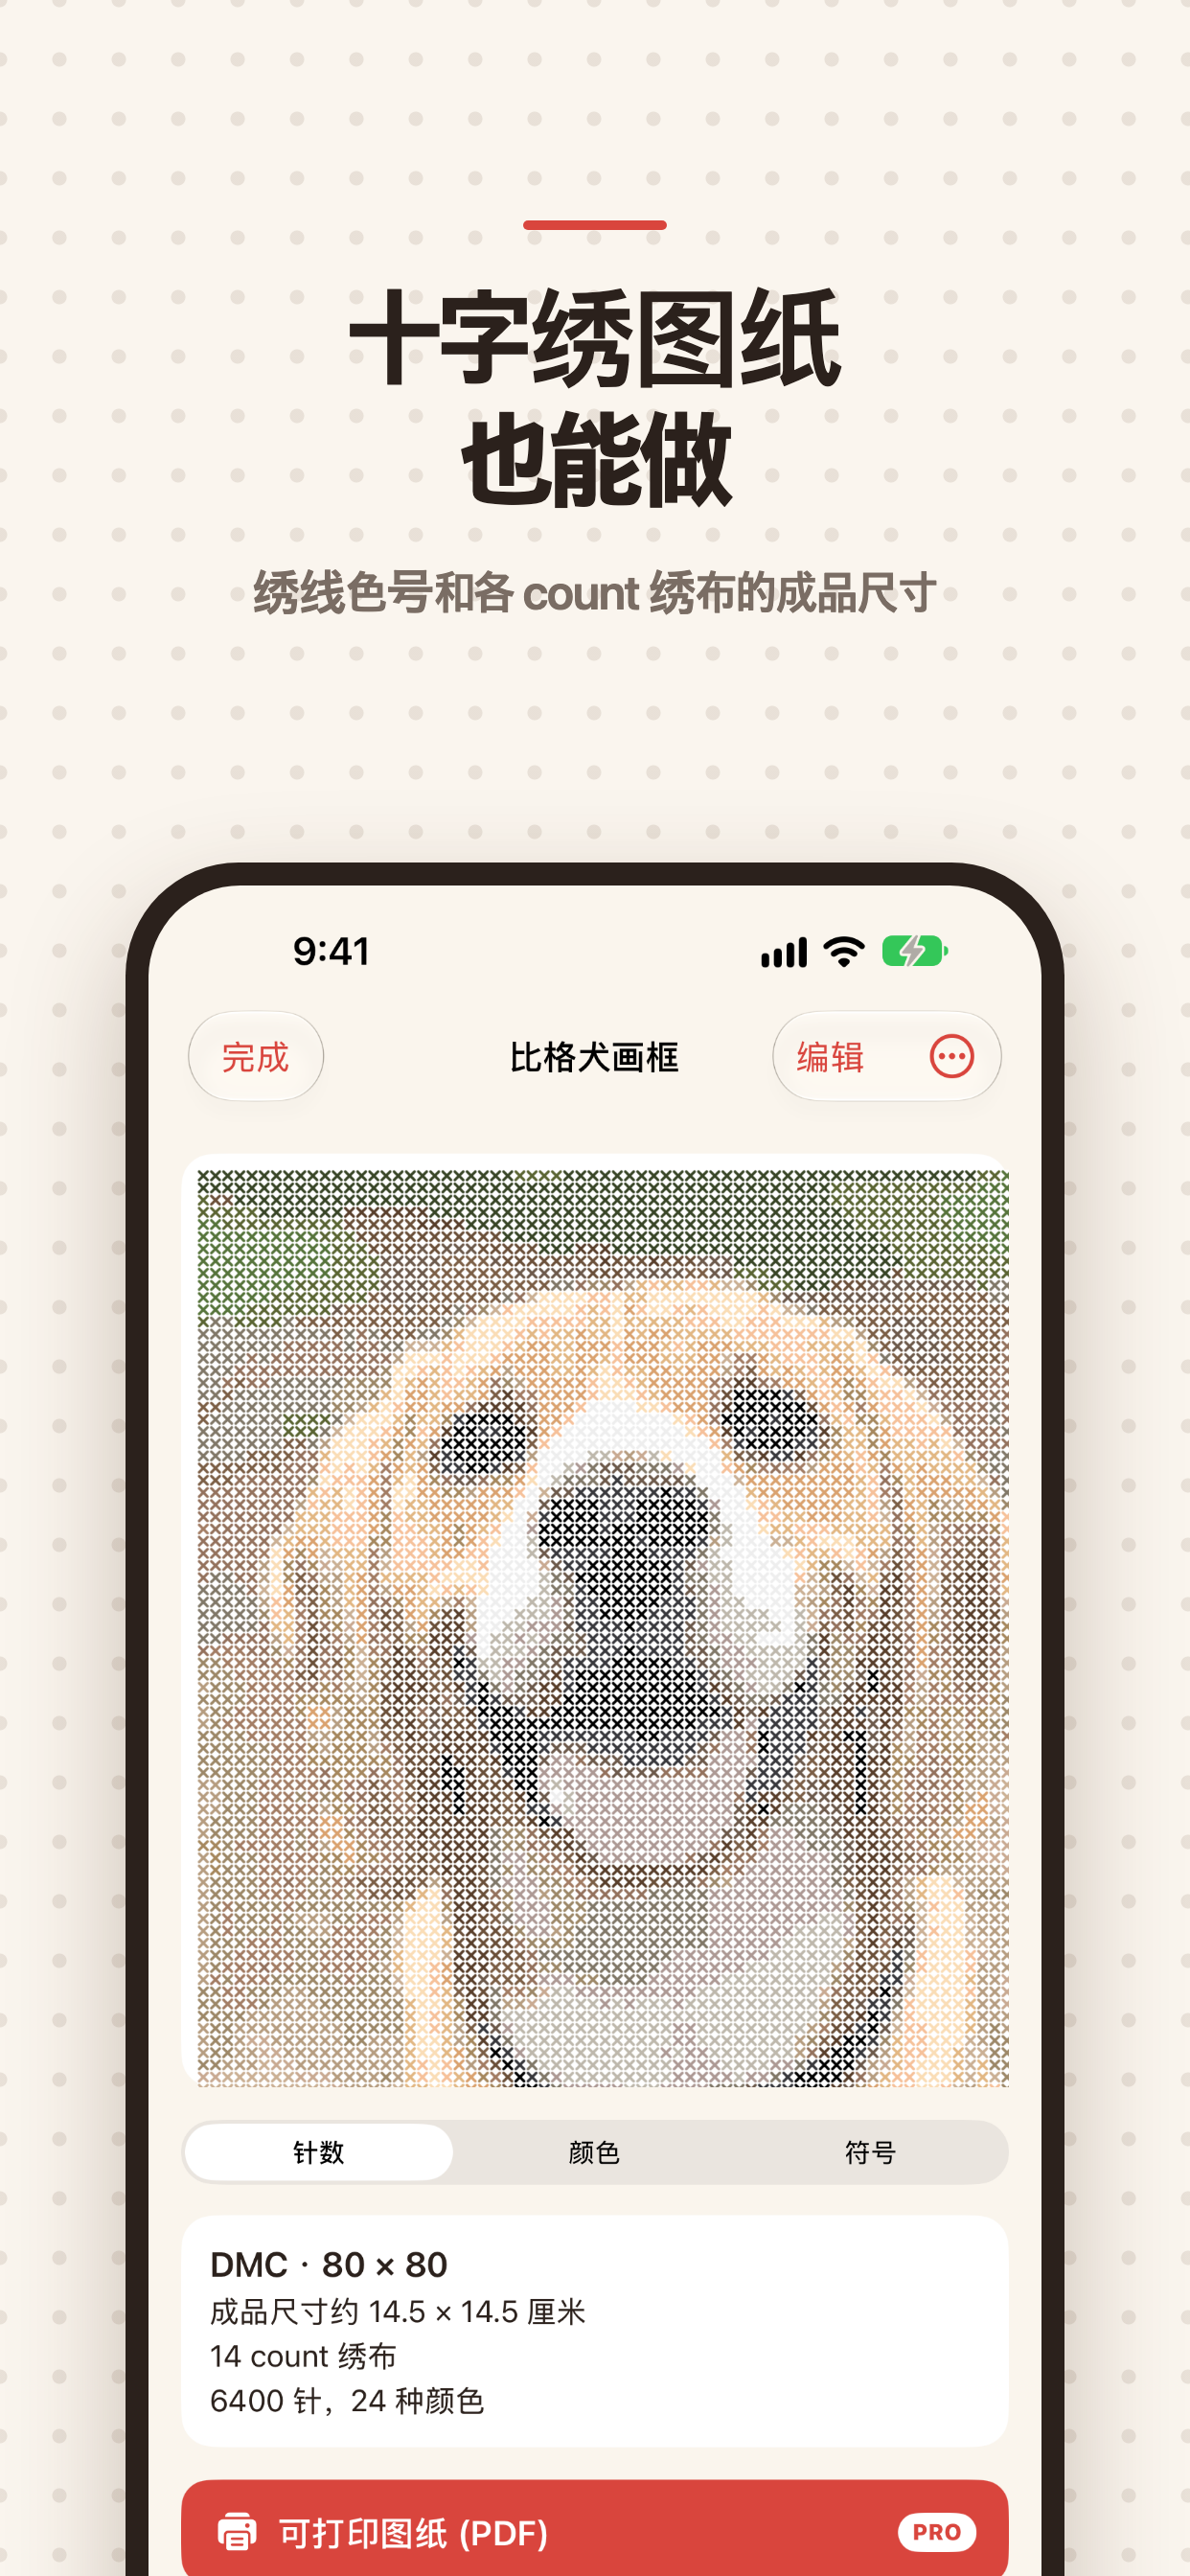 十字绣图纸
也能做
绣线色号和各 count 绣布的成品尺寸
9:41
完成
比格犬画框
编辑
针数
颜色
符号
DMC · 80 × 80
成品尺寸约 14.5 × 14.5 厘米
14 count 绣布
6400 针，24 种颜色
可打印图纸 (PDF)
PRO